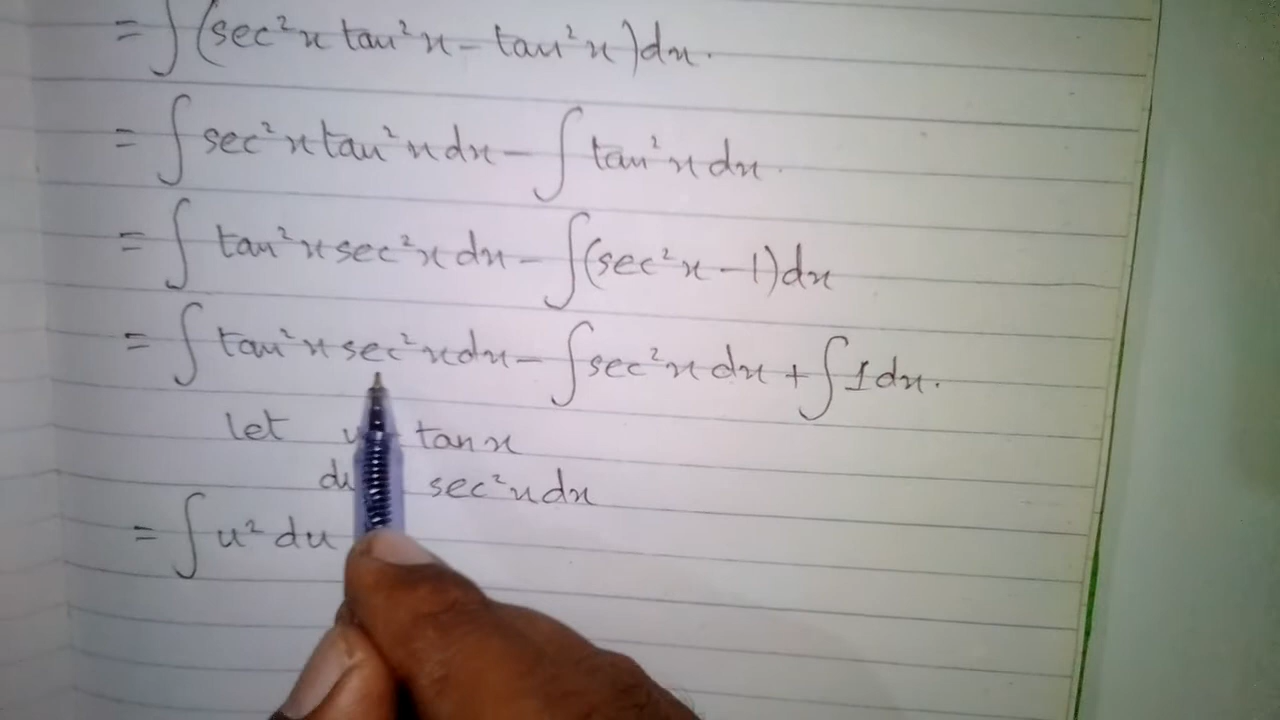 = ∫(sec²x tan²x - tan²x)dx.
= ∫ sec²x tan²x dx - ∫ tan²x dx.
= ∫ tan²x sec²x dx - ∫(sec²x - 1)dx
= ∫ tan²x sec²x dx - ∫ sec²x dx + ∫ 1 dx.
let tan x
sec²x dx
= ∫ u² du